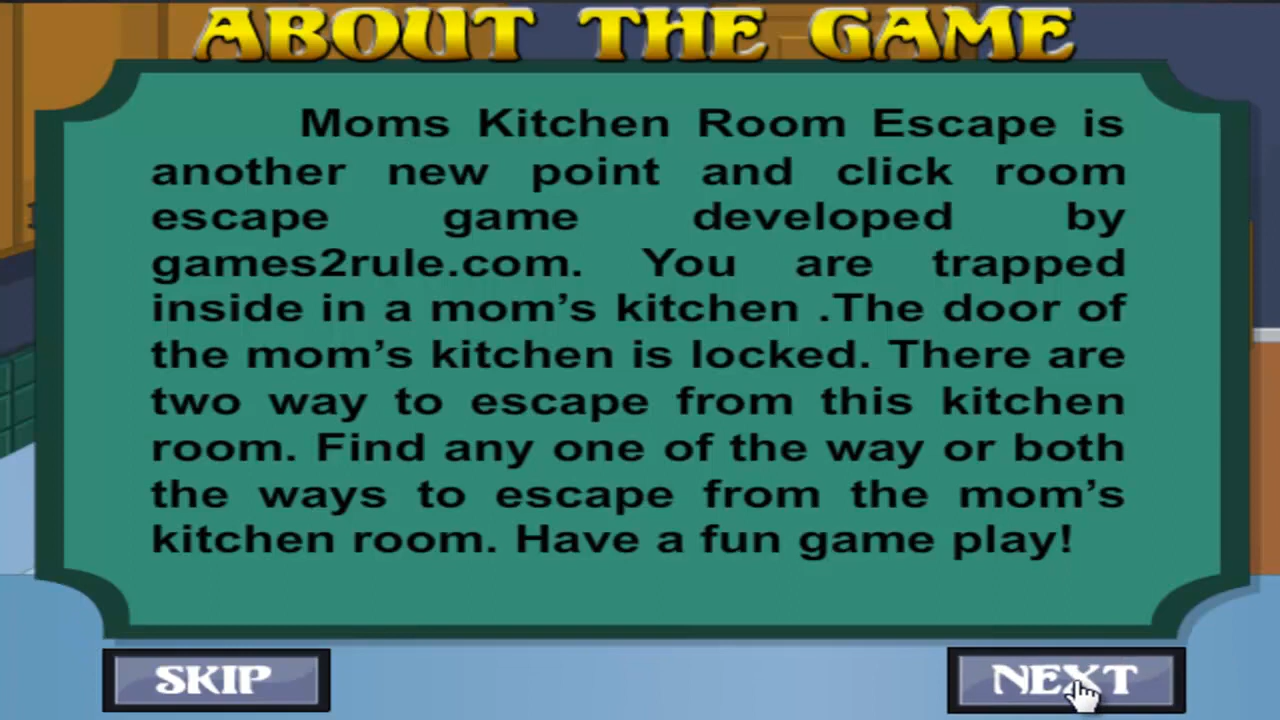 ABOUT THE GAME
Moms Kitchen Room Escape is
another new point and click room
escape game developed by
games2rule.com. You are trapped
inside in a mom’s kitchen .The door of
the mom’s kitchen is locked. There are
two way to escape from this kitchen
room. Find any one of the way or both
the ways to escape from the mom’s
kitchen room. Have a fun game play!
SKIP
NEXT